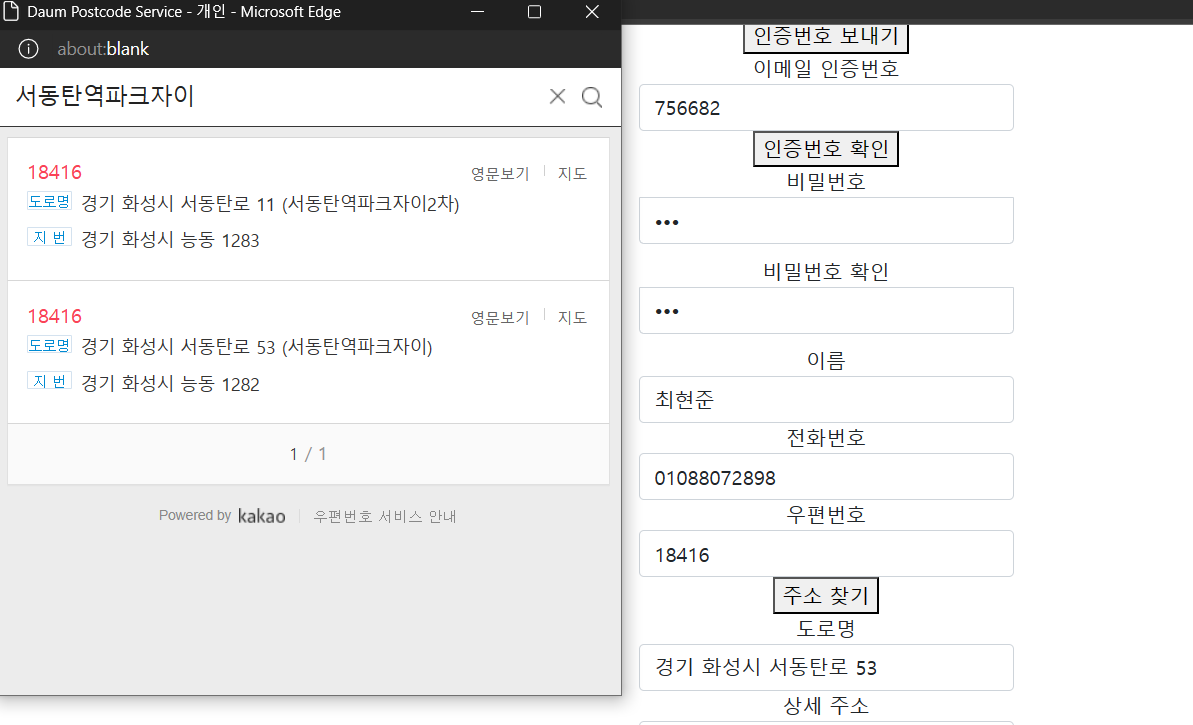 Daum Postcode Service - 개인 - Microsoft Edge
about:blank
서동탄역파크자이
18416
영문보기 지도
도로명 경기 화성시 서동탄로 11 (서동탄역파크자이2차)
지 번 경기 화성시 능동 1283
18416
영문보기 지도
도로명 경기 화성시 서동탄로 53 (서동탄역파크자이)
지 번 경기 화성시 능동 1282
1 / 1
Powered by kakao 우편번호 서비스 안내
인증번호 보내기
이메일 인증번호
756682
인증번호 확인
비밀번호
•••
비밀번호 확인
•••
이름
최현준
전화번호
01088072898
우편번호
18416
주소 찾기
도로명
경기 화성시 서동탄로 53
상세 주소